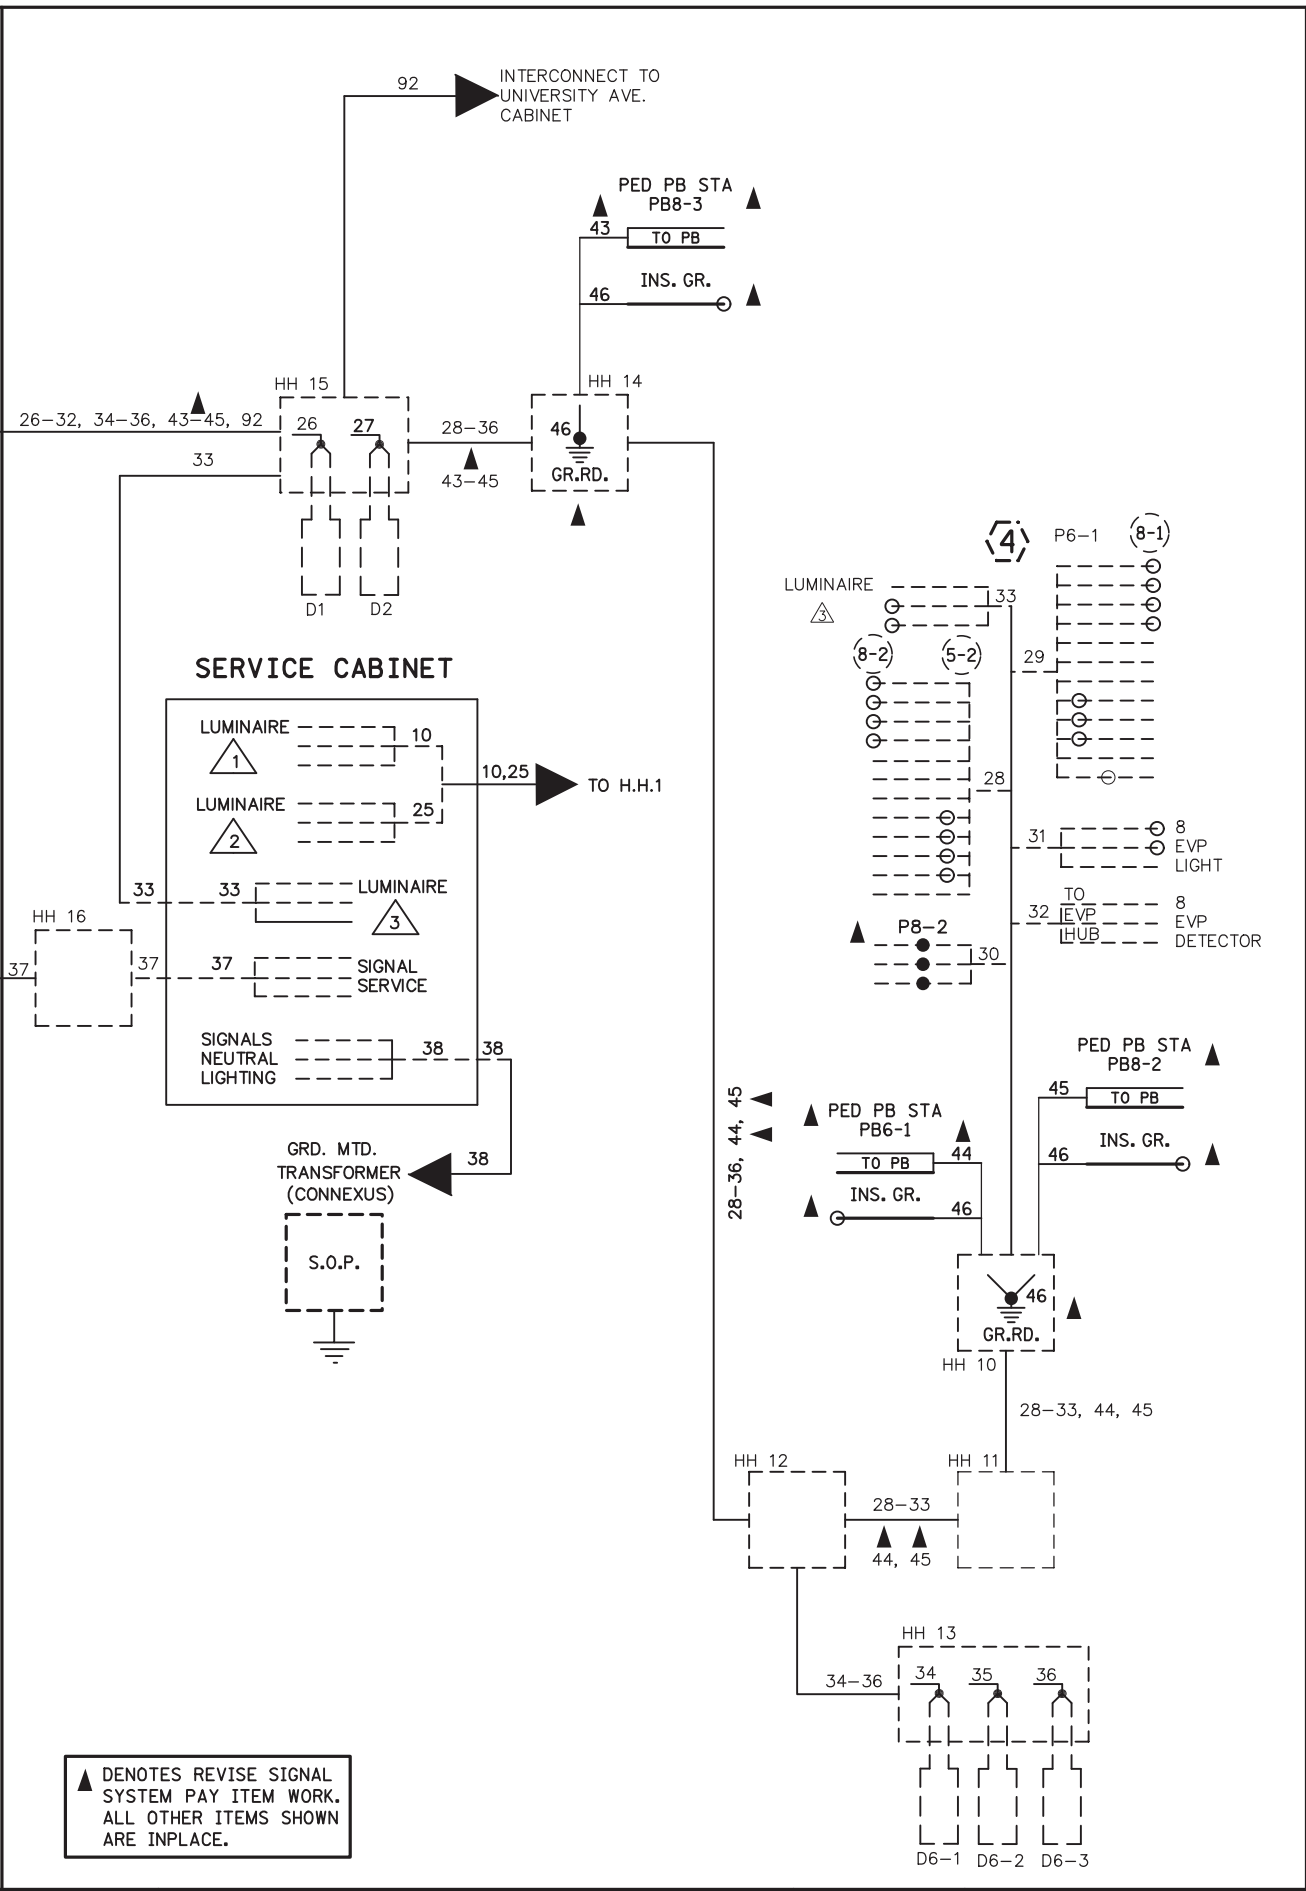 92
INTERCONNECT TO
UNIVERSITY AVE.
CABINET
PED PB STA
PB8-3
43
TO PB
INS. GR.
46
HH 15
HH 14
26-32, 34-36, 43-45, 92
26
27
28-36
43-45
46
GR.RD.
33
D1
D2
4
P6-1
8-1
LUMINAIRE
3
33
8-2
5-2
29
28
31
8
EVP
LIGHT
32
TO
EVP
HUB
8
EVP
DETECTOR
P8-2
30
SERVICE CABINET
LUMINAIRE
1
10
LUMINAIRE
2
25
10,25
TO H.H.1
33
33
LUMINAIRE
3
HH 16
37
37
37
SIGNAL
SERVICE
SIGNALS
NEUTRAL
LIGHTING
38
38
GRD. MTD.
TRANSFORMER
(CONNEXUS)
38
S.O.P.
28-36, 44, 45
PED PB STA
PB6-1
44
TO PB
INS. GR.
46
PED PB STA
PB8-2
45
TO PB
INS. GR.
46
46
GR.RD.
HH 10
28-33, 44, 45
HH 12
HH 11
28-33
44, 45
HH 13
34-36
34
35
36
D6-1
D6-2
D6-3
DENOTES REVISE SIGNAL
SYSTEM PAY ITEM WORK.
ALL OTHER ITEMS SHOWN
ARE INPLACE.